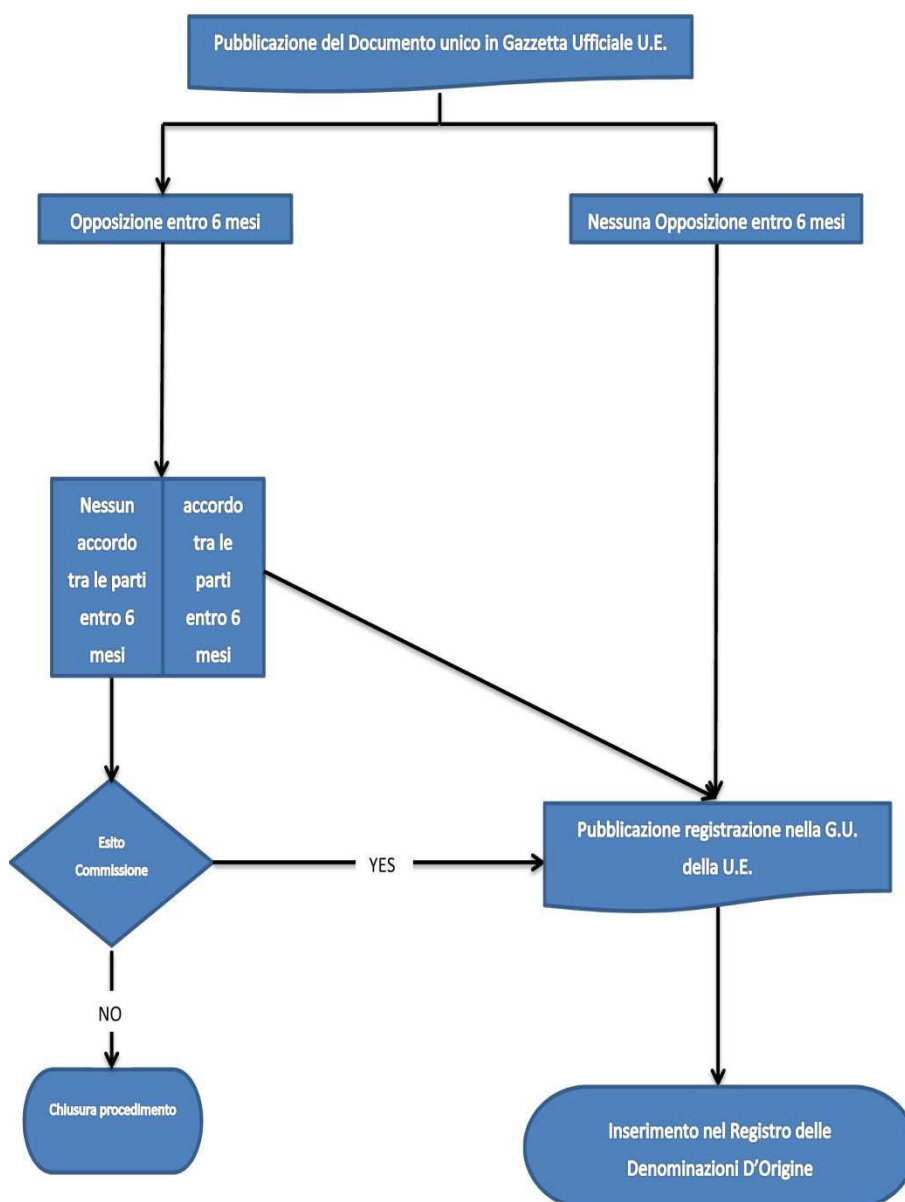 Pubblicazione del Documento unico in Gazzetta Ufficiale U.E.
Opposizione entro 6 mesi
Nessuna Opposizione entro 6 mesi
Nessun
accordo
tra le parti
entro 6
mesi
accordo
tra le
parti
entro 6
mesi
Esito
Commissione
YES
Pubblicazione registrazione nella G.U.
della U.E.
NO
Chiusura procedimento
Inserimento nel Registro delle
Denominazioni D'Origine